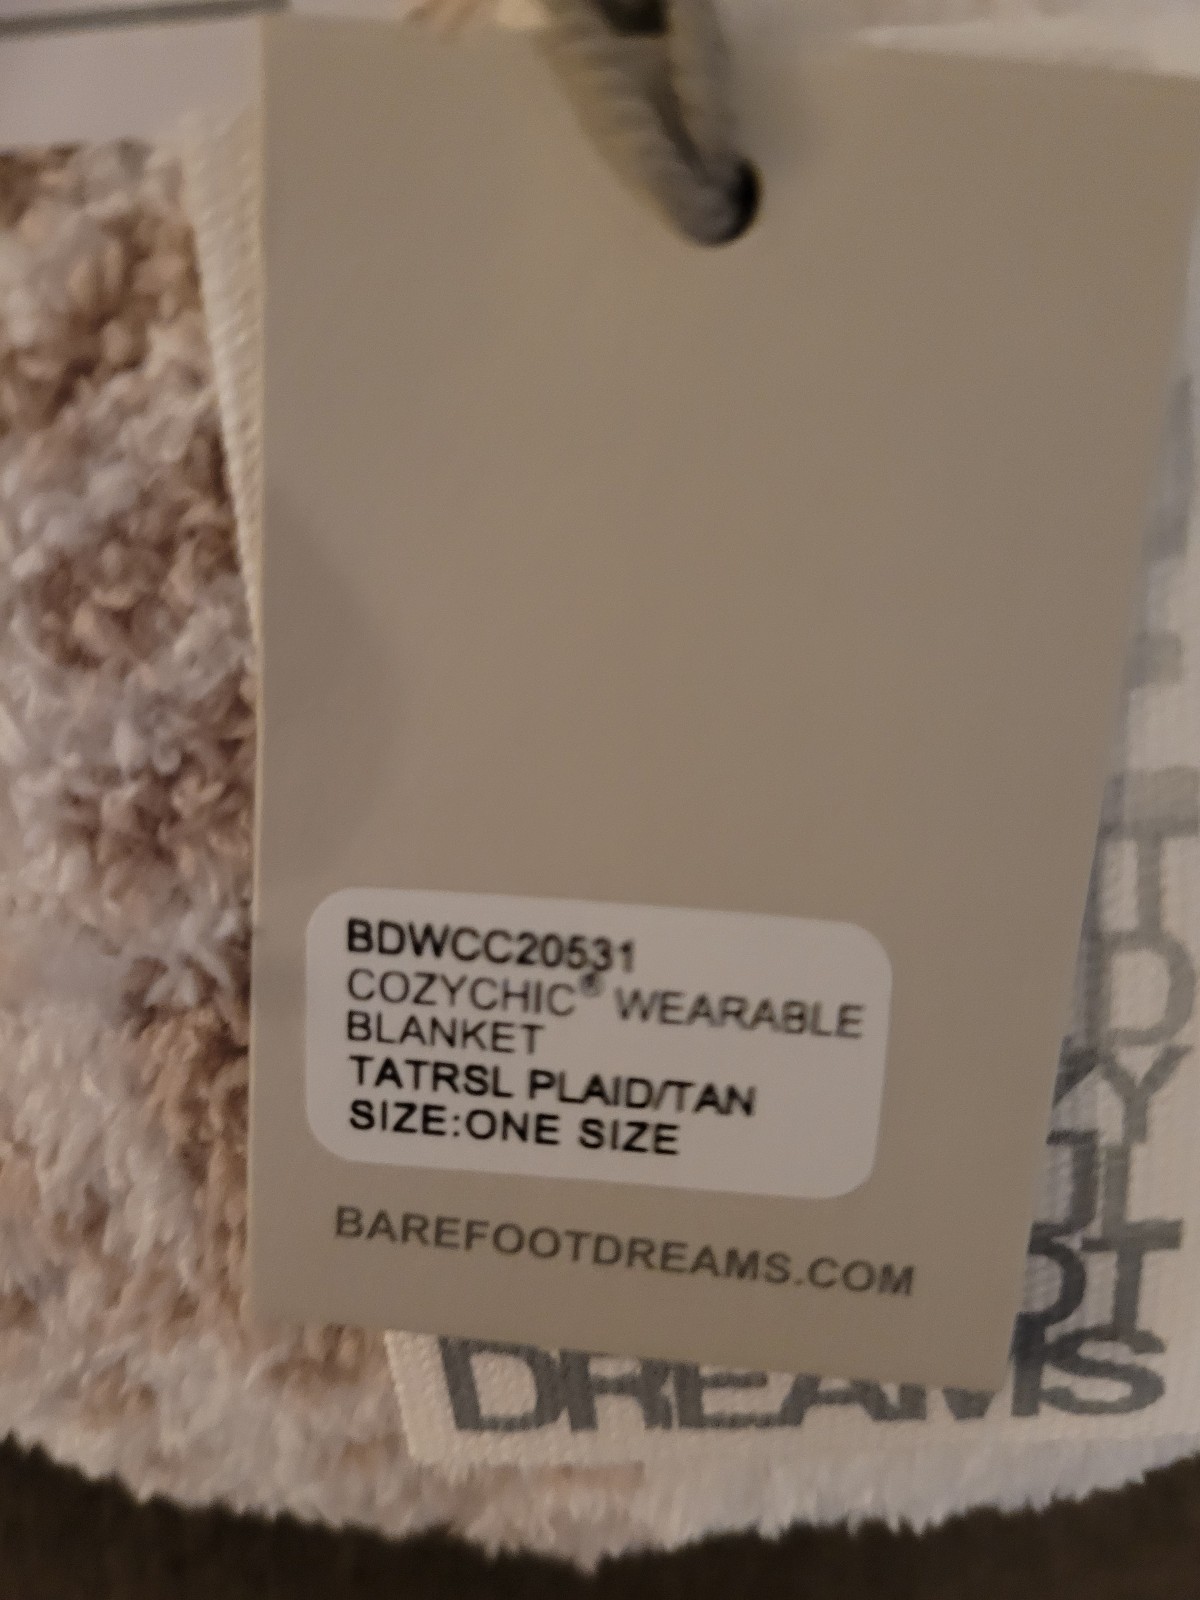 BDWCC20531
COZYCHIC® WEARABLE
BLANKET
TATRSL PLAID/TAN
SIZE:ONE SIZE
BAREFOOTDREAMS.COM
DREAMS